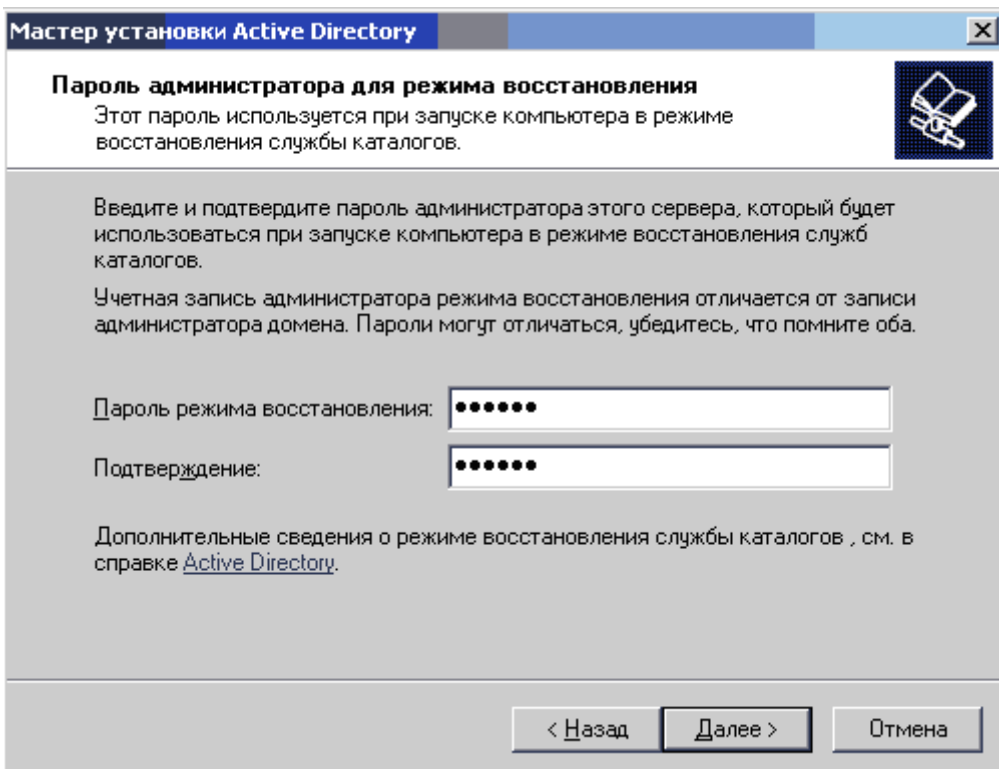 Мастер установки Active Directory
Пароль администратора для режима восстановления
Этот пароль используется при запуске компьютера в режиме
восстановления службы каталогов.
Введите и подтвердите пароль администратора этого сервера, который будет
использоваться при запуске компьютера в режиме восстановления служб
каталогов.
Учетная запись администратора режима восстановления отличается от записи
администратора домена. Пароли могут отличаться, убедитесь, что помните оба.
Пароль режима восстановления: ••••••
Подтверждение: ••••••
Дополнительные сведения о режиме восстановления службы каталогов , см. в
справке Active Directory.
< Назад Далее > Отмена